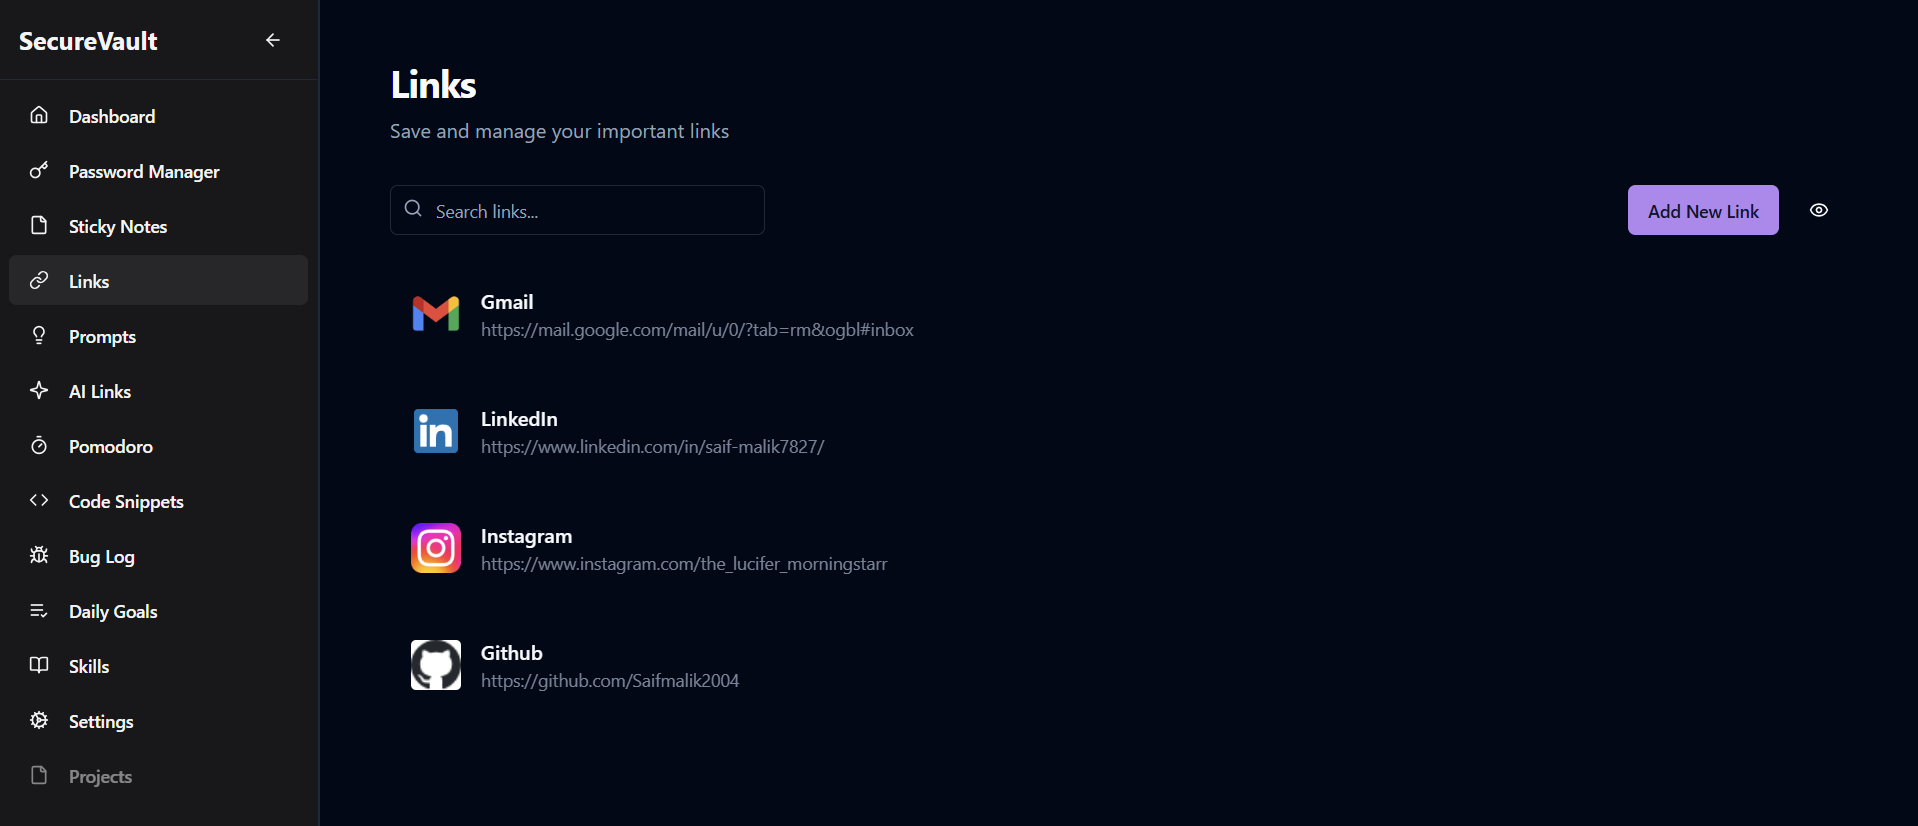 SecureVault
Dashboard
Password Manager
Sticky Notes
Links
Prompts
AI Links
Pomodoro
Code Snippets
Bug Log
Daily Goals
Skills
Settings
Projects
Links
Save and manage your important links
Search links...
Add New Link
Gmail
https://mail.google.com/mail/u/0/?tab=rm&ogbl#inbox
LinkedIn
https://www.linkedin.com/in/saif-malik7827/
Instagram
https://www.instagram.com/the_lucifer_morningstarr
Github
https://github.com/Saifmalik2004